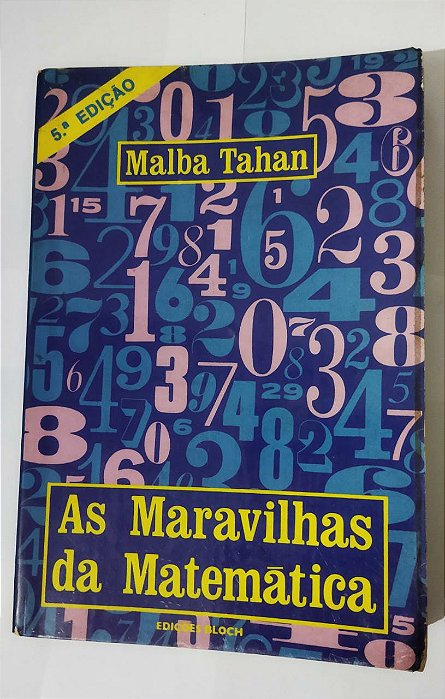 5.ª EDIÇÃO
Malba Tahan
As Maravilhas
da Matemática
EDIÇÕES BLOCH